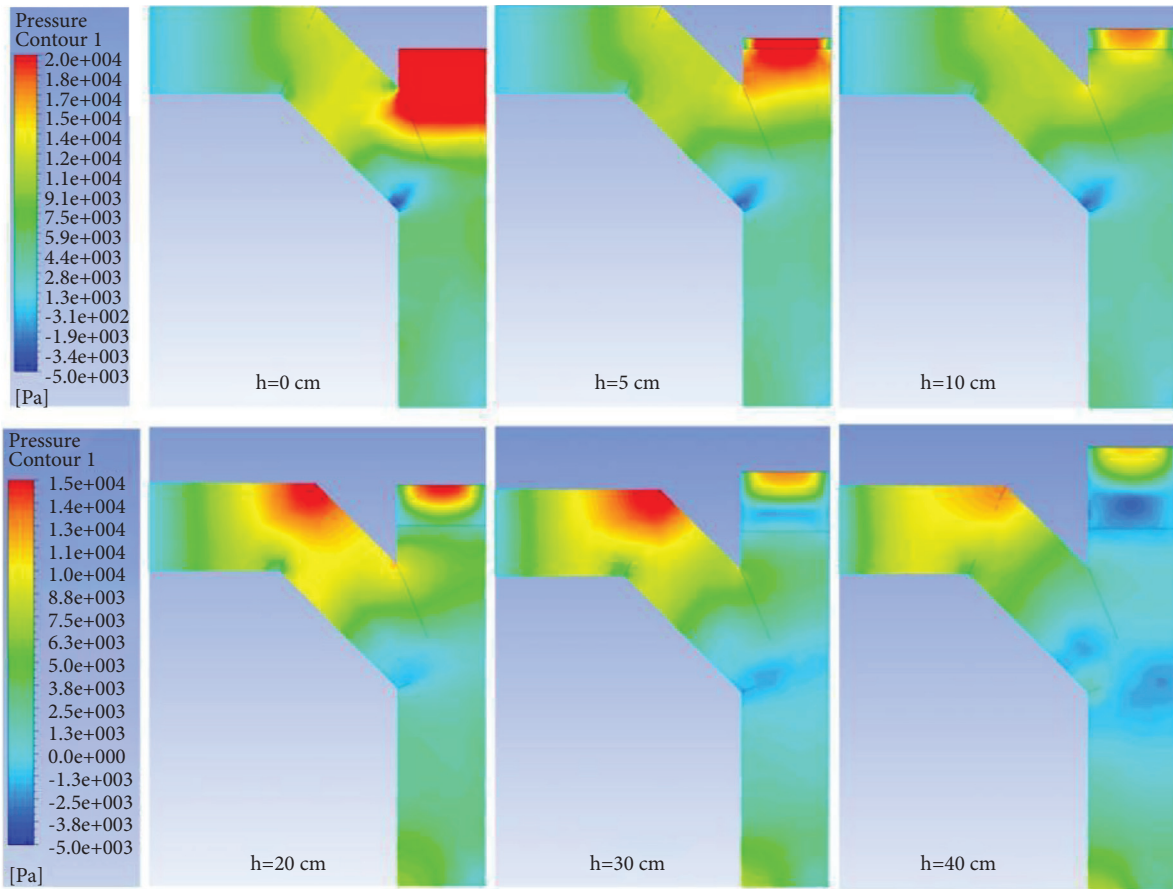 Pressure
Contour 1
2.0e+004
1.8e+004
1.7e+004
1.5e+004
1.4e+004
1.2e+004
1.1e+004
9.1e+003
7.5e+003
5.9e+003
4.4e+003
2.8e+003
1.3e+003
-3.1e+002
-1.9e+003
-3.4e+003
-5.0e+003
[Pa]
h=0 cm
h=5 cm
h=10 cm
Pressure
Contour 1
1.5e+004
1.4e+004
1.3e+004
1.1e+004
1.0e+004
8.8e+003
7.5e+003
6.3e+003
5.0e+003
3.8e+003
2.5e+003
1.3e+003
0.0e+000
-1.3e+003
-2.5e+003
-3.8e+003
-5.0e+003
[Pa]
h=20 cm
h=30 cm
h=40 cm